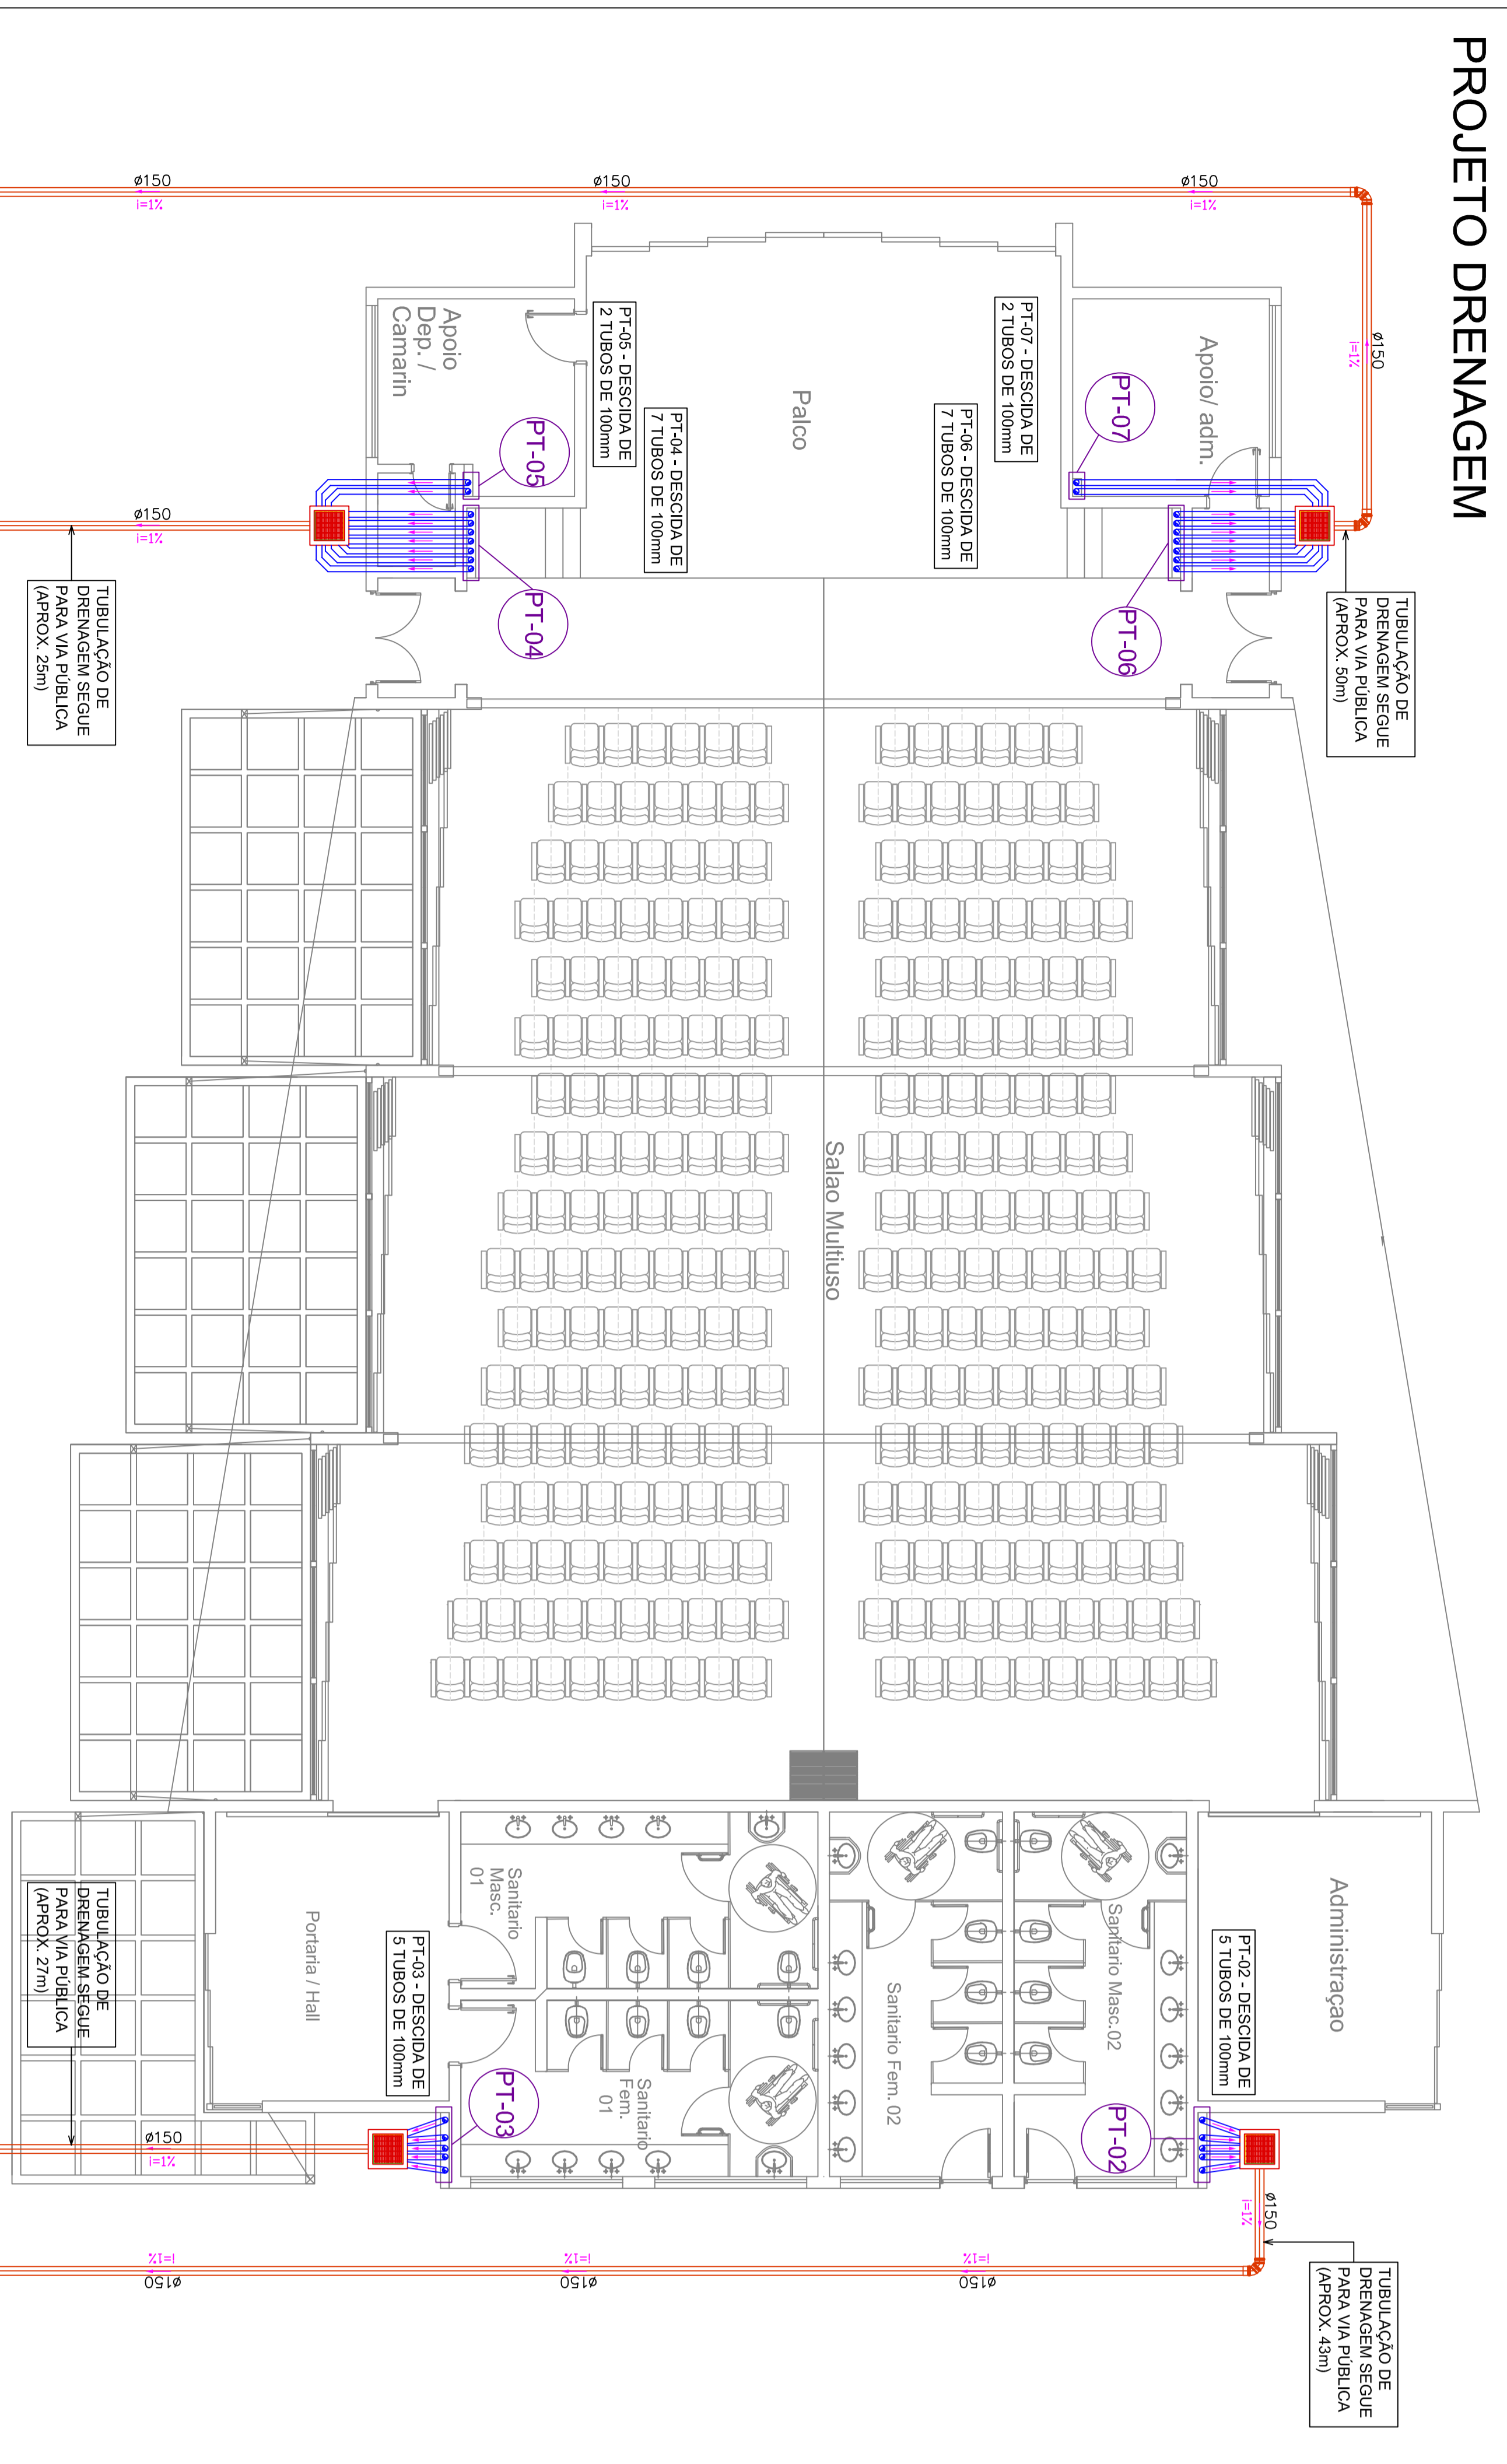 PROJETO DRENAGEM
ø150
i=1%
ø150
i=1%
ø150
i=1%
ø150
i=1%
TUBULAÇÃO DE
DRENAGEM SEGUE
PARA VIA PÚBLICA
(APROX. 50m)
Apoio/ adm.
PT-07
PT-07 - DESCIDA DE
2 TUBOS DE 100mm
PT-06 - DESCIDA DE
7 TUBOS DE 100mm
PT-06
Palco
PT-05 - DESCIDA DE
2 TUBOS DE 100mm
PT-04 - DESCIDA DE
7 TUBOS DE 100mm
Apoio
Dep. /
Camarin
PT-05
PT-04
ø150
i=1%
TUBULAÇÃO DE
DRENAGEM SEGUE
PARA VIA PÚBLICA
(APROX. 25m)
Salao Multiuso
Administraçao
PT-02 - DESCIDA DE
5 TUBOS DE 100mm
PT-02
Sanitario Masc.02
Sanitario Fem. 02
Sanitario
Masc.
01
Sanitario
Fem.
01
PT-03
PT-03 - DESCIDA DE
5 TUBOS DE 100mm
Portaria / Hall
TUBULAÇÃO DE
DRENAGEM SEGUE
PARA VIA PÚBLICA
(APROX. 27m)
ø150
i=1%
ø150
i=1%
TUBULAÇÃO DE
DRENAGEM SEGUE
PARA VIA PÚBLICA
(APROX. 43m)
i=1%
ø150
i=1%
ø150
i=1%
ø150